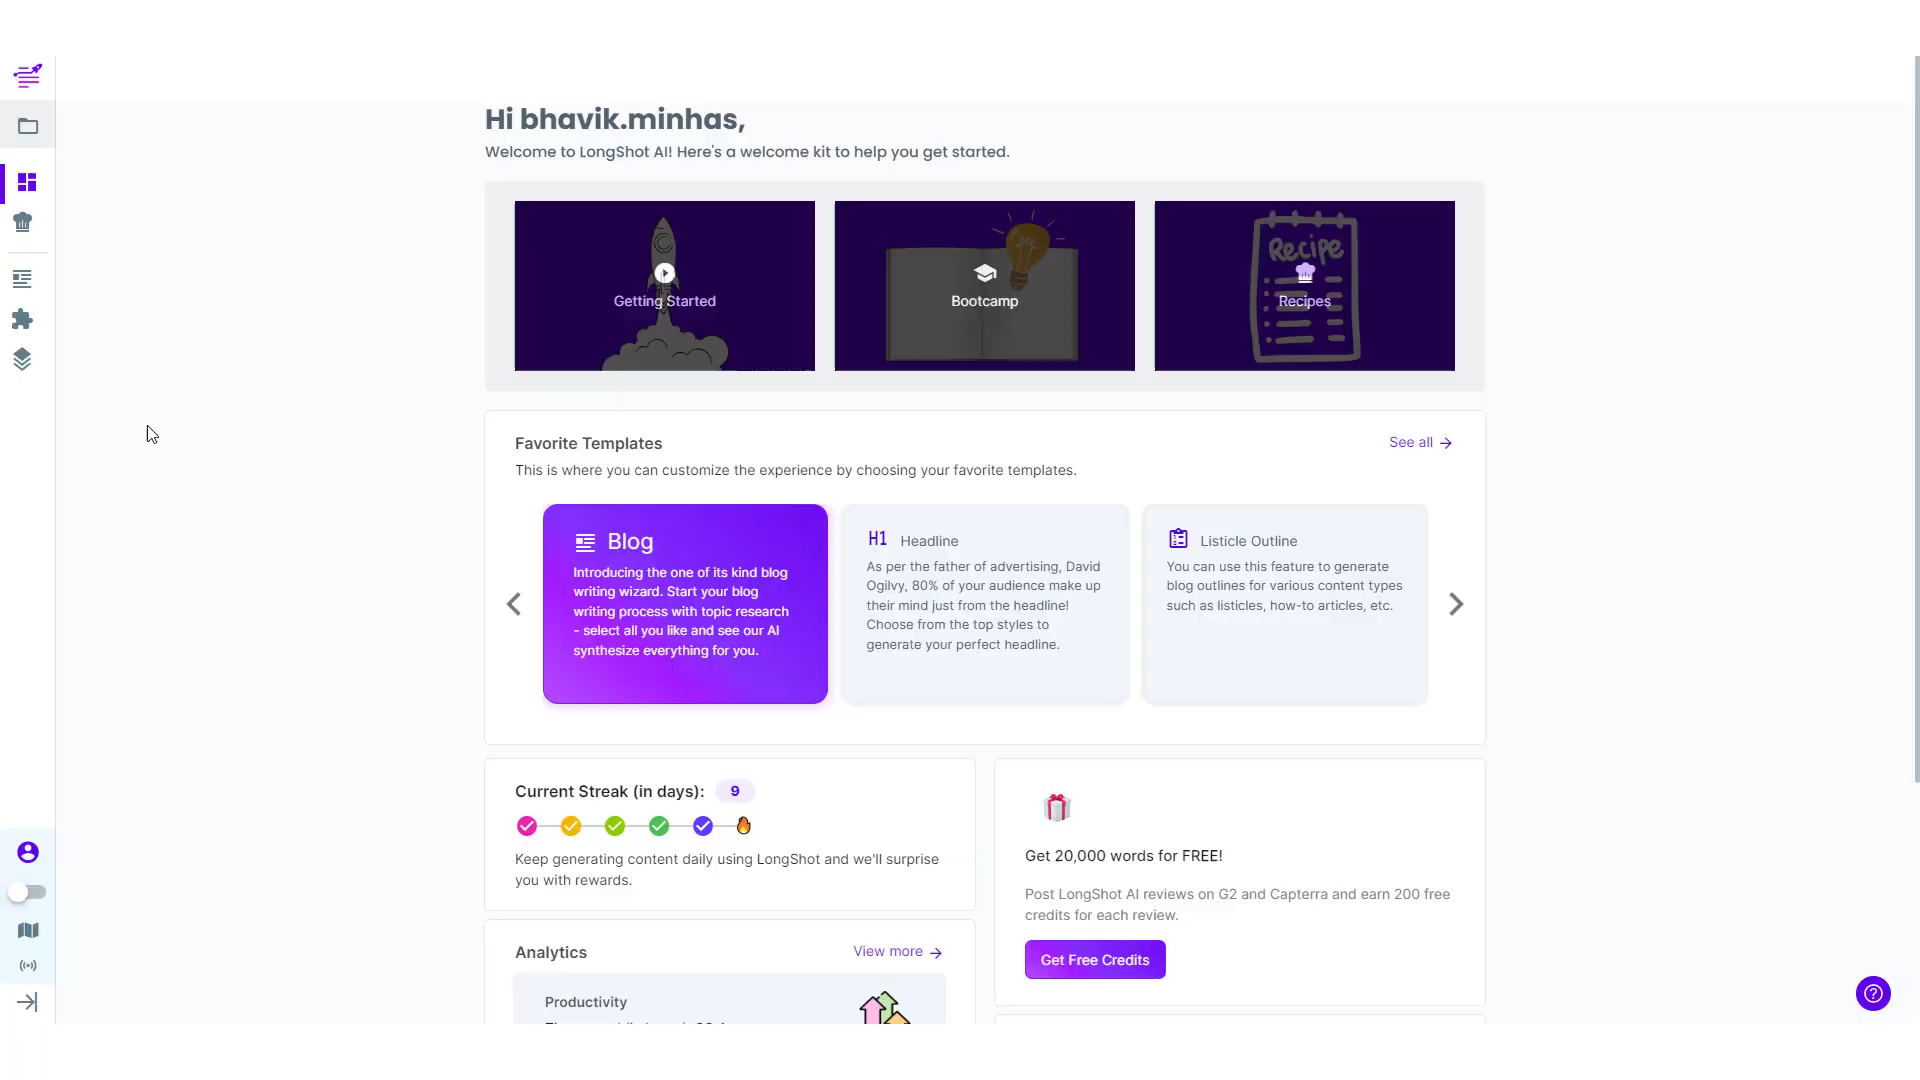 Hi bhavik.minhas,
Welcome to LongShot AI! Here's a welcome kit to help you get started.
Getting Started
Bootcamp
Recipe
Recipes
Favorite Templates
See all
This is where you can customize the experience by choosing your favorite templates.
Blog
Introducing the one of its kind blog
writing wizard. Start your blog
writing process with topic research
- select all you like and see our AI
synthesize everything for you.
H1 Headline
As per the father of advertising, David
Ogilvy, 80% of your audience make up
their mind just from the headline!
Choose from the top styles to
generate your perfect headline.
Listicle Outline
You can use this feature to generate
blog outlines for various content types
such as listicles, how-to articles, etc.
Current Streak (in days): 9
Keep generating content daily using LongShot and we'll surprise
you with rewards.
Get 20,000 words for FREE!
Post LongShot AI reviews on G2 and Capterra and earn 200 free
credits for each review.
Get Free Credits
Analytics
View more
Productivity